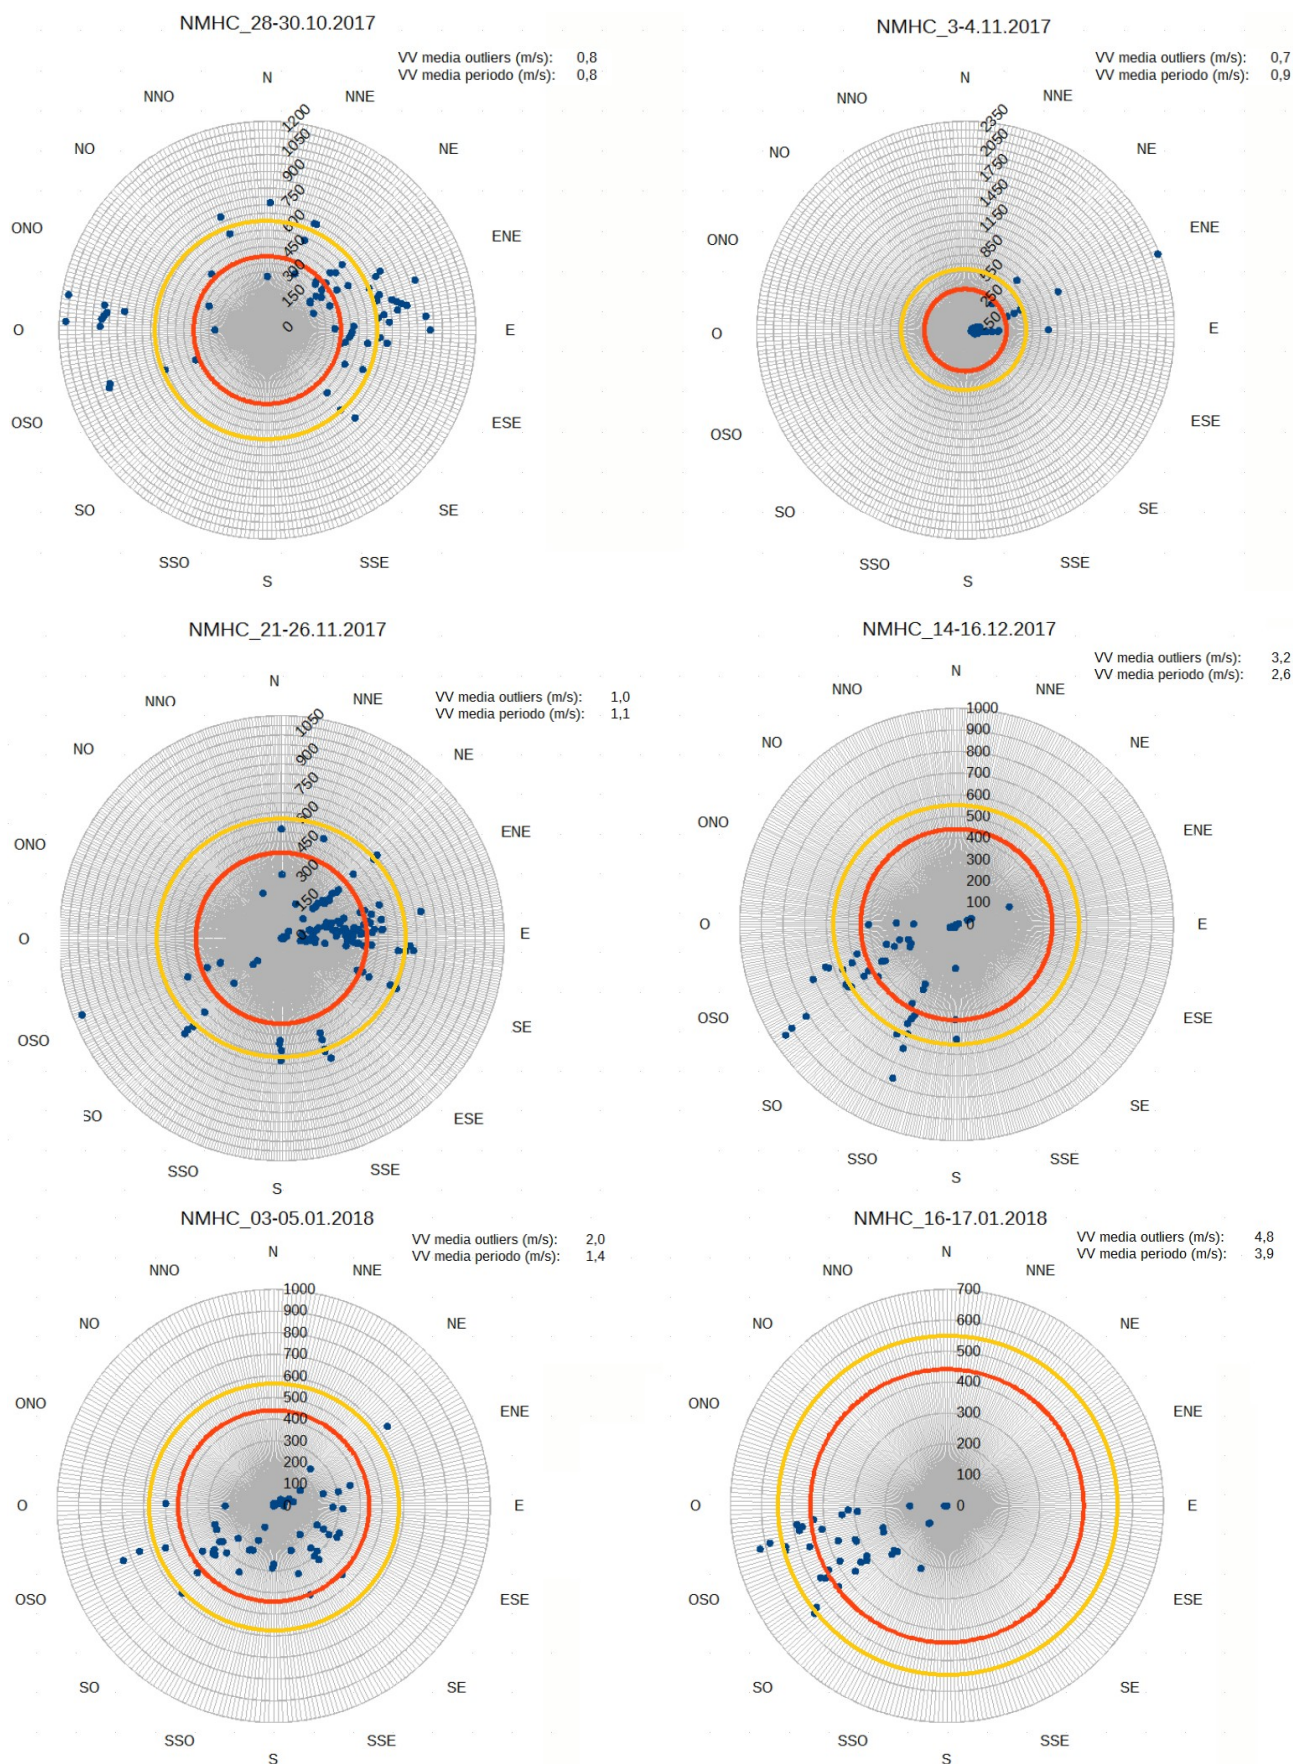 NMHC_28-30.10.2017
VV media outliers (m/s): 0,8
VV media periodo (m/s): 0,8
N
NNO NNE
NO NE
ONO ENE
O E
OSO ESE
SO SE
SSO SSE
S
1200
1050
900
750
600
450
300
150
0
NMHC_3-4.11.2017
VV media outliers (m/s): 0,7
VV media periodo (m/s): 0,9
N
NNO NNE
NO NE
ONO ENE
O E
OSO ESE
SO SE
SSO SSE
S
2350
2050
1750
1450
1150
850
550
250
-50
NMHC_21-26.11.2017
VV media outliers (m/s): 1,0
VV media periodo (m/s): 1,1
N
NNO NNE
NO NE
ONO ENE
O E
OSO SE
SO ESE
SSO SSE
S
1050
900
750
600
450
300
150
0
NMHC_14-16.12.2017
VV media outliers (m/s): 3,2
VV media periodo (m/s): 2,6
N
NNO NNE
NO NE
ONO ENE
O E
OSO ESE
SO SE
SSO SSE
S
1000
900
800
700
600
500
400
300
200
100
0
NMHC_03-05.01.2018
VV media outliers (m/s): 2,0
VV media periodo (m/s): 1,4
N
NNO NNE
NO NE
ONO ENE
O E
OSO ESE
SO SE
SSO SSE
S
1000
900
800
700
600
500
400
300
200
100
0
NMHC_16-17.01.2018
VV media outliers (m/s): 4,8
VV media periodo (m/s): 3,9
N
NNO NNE
NO NE
ONO ENE
O E
OSO ESE
SO SE
SSO SSE
S
700
600
500
400
300
200
100
0